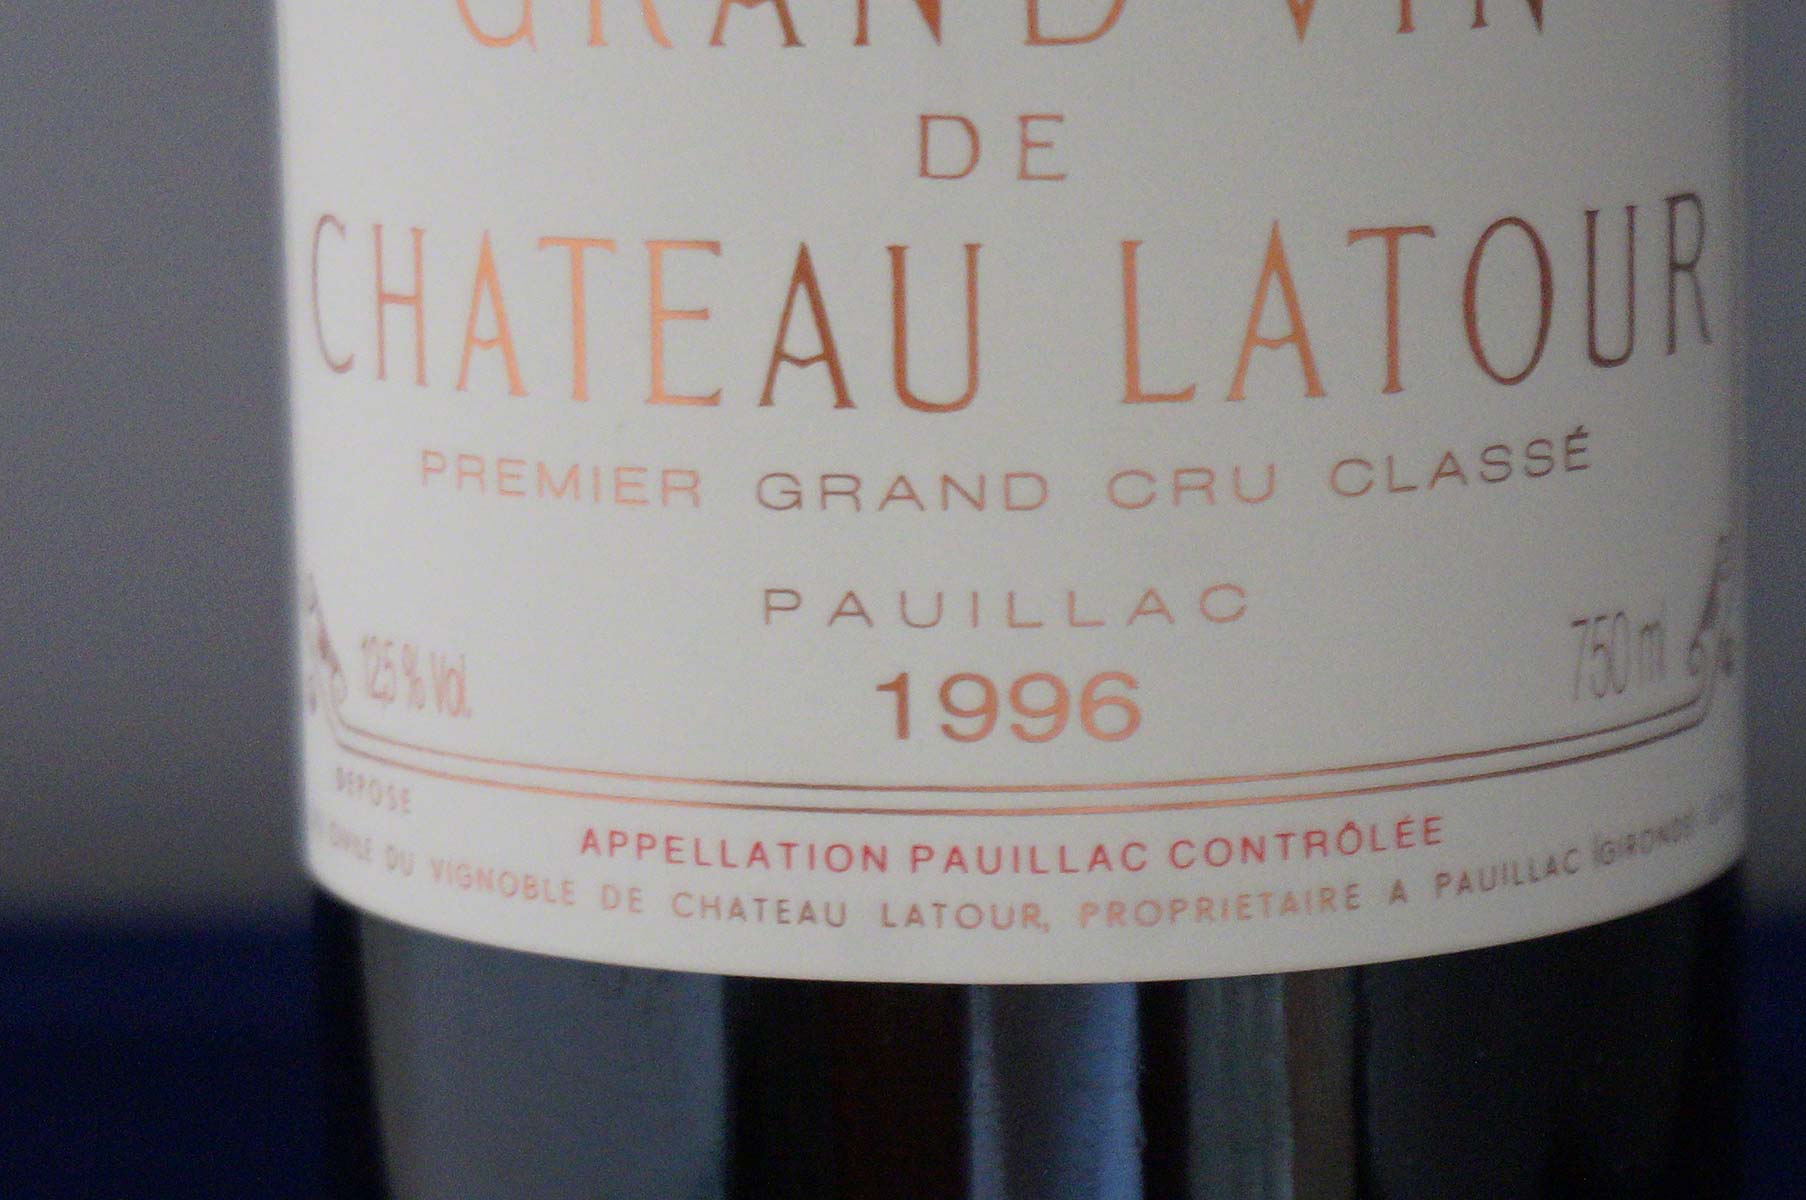 GRAND VIN
DE
CHATEAU LATOUR
PREMIER GRAND CRU CLASSÉ
PAUILLAC
12,5 % Vol.
1996
750 ml
DEPOSE
APPELLATION PAUILLAC CONTRÔLÉE
DU VIGNOBLE DE CHATEAU LATOUR, PROPRIETAIRE A PAUILLAC (GIRONDE)